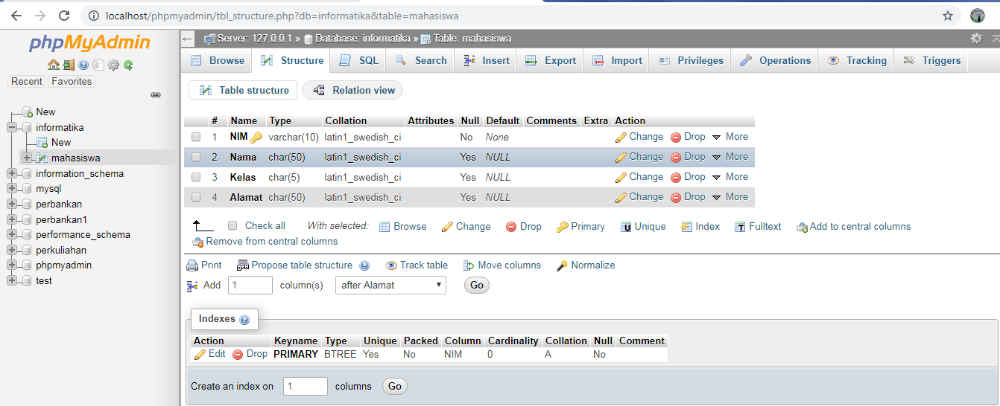 localhost/phpmyadmin/tbl_structure.php?db=informatika&table=mahasiswa
phpMyAdmin
Recent Favorites
New
informatika
New
mahasiswa
information_schema
mysql
perbankan
perbankan1
performance_schema
perkuliahan
phpmyadmin
test
Server: 127.0.0.1 » Database: informatika » Table: mahasiswa
Browse Structure SQL Search Insert Export Import Privileges Operations Tracking Triggers
Table structure Relation view
# Name Type Collation Attributes Null Default Comments Extra Action
1 NIM varchar(10) latin1_swedish_ci No None Change Drop More
2 Nama char(50) latin1_swedish_ci Yes NULL Change Drop More
3 Kelas char(5) latin1_swedish_ci Yes NULL Change Drop More
4 Alamat char(50) latin1_swedish_ci Yes NULL Change Drop More
Check all With selected: Browse Change Drop Primary Unique Index Fulltext Add to central columns
Remove from central columns
Print Propose table structure Track table Move columns Normalize
Add 1 column(s) after Alamat Go
Indexes
Action Keyname Type Unique Packed Column Cardinality Collation Null Comment
Edit Drop PRIMARY BTREE Yes No NIM 0 A No
Create an index on 1 columns Go